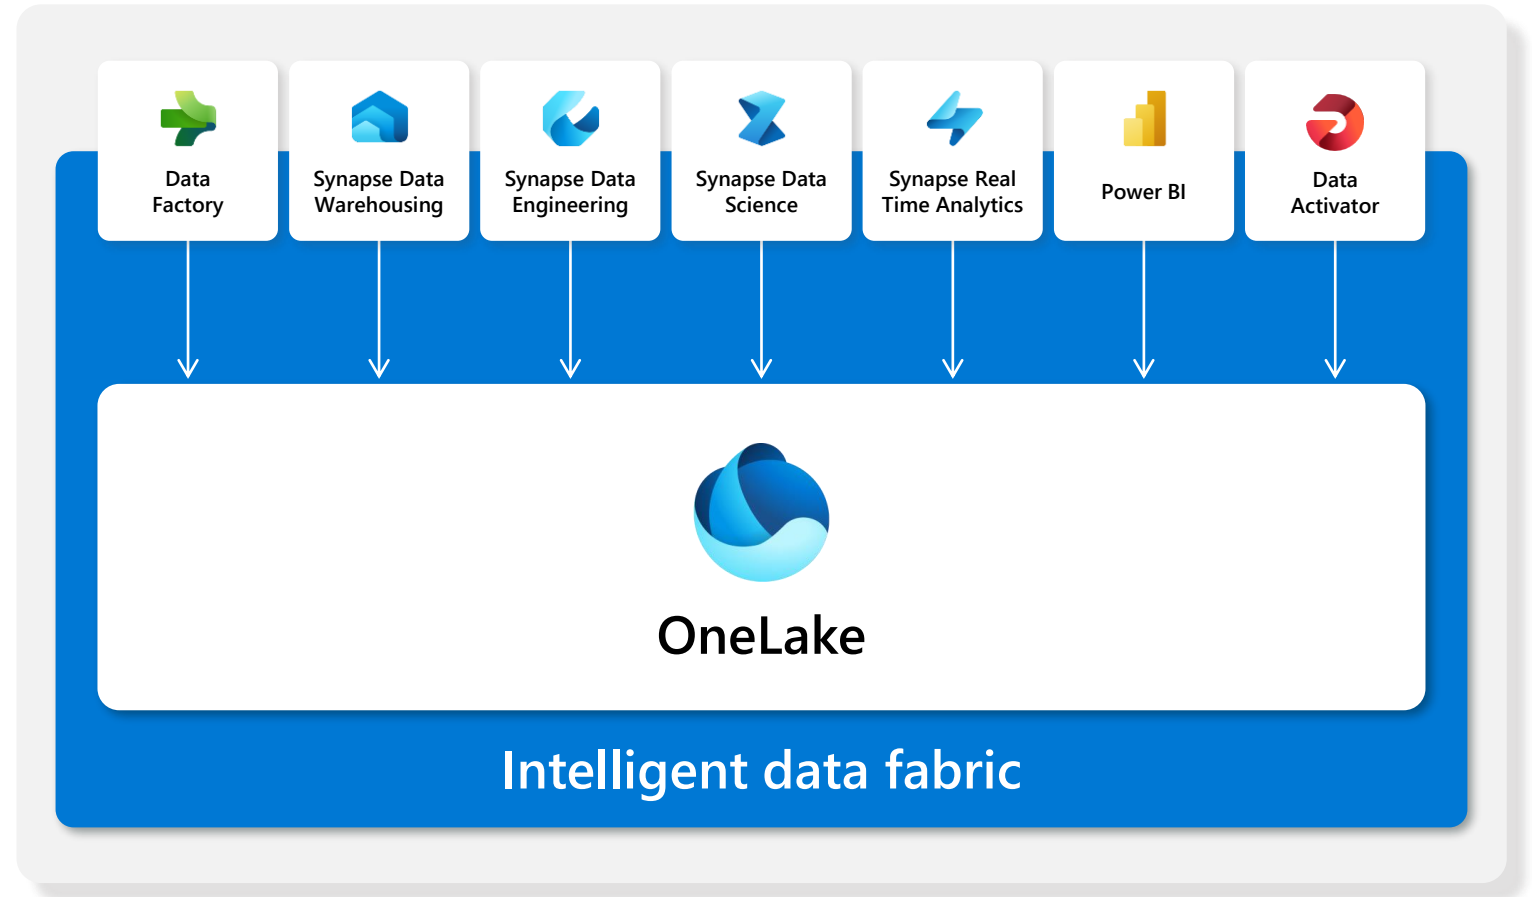 Data
Factory
Synapse Data
Warehousing
Synapse Data
Engineering
Synapse Data
Science
Synapse Real
Time Analytics
Power BI
Data
Activator
OneLake
Intelligent data fabric